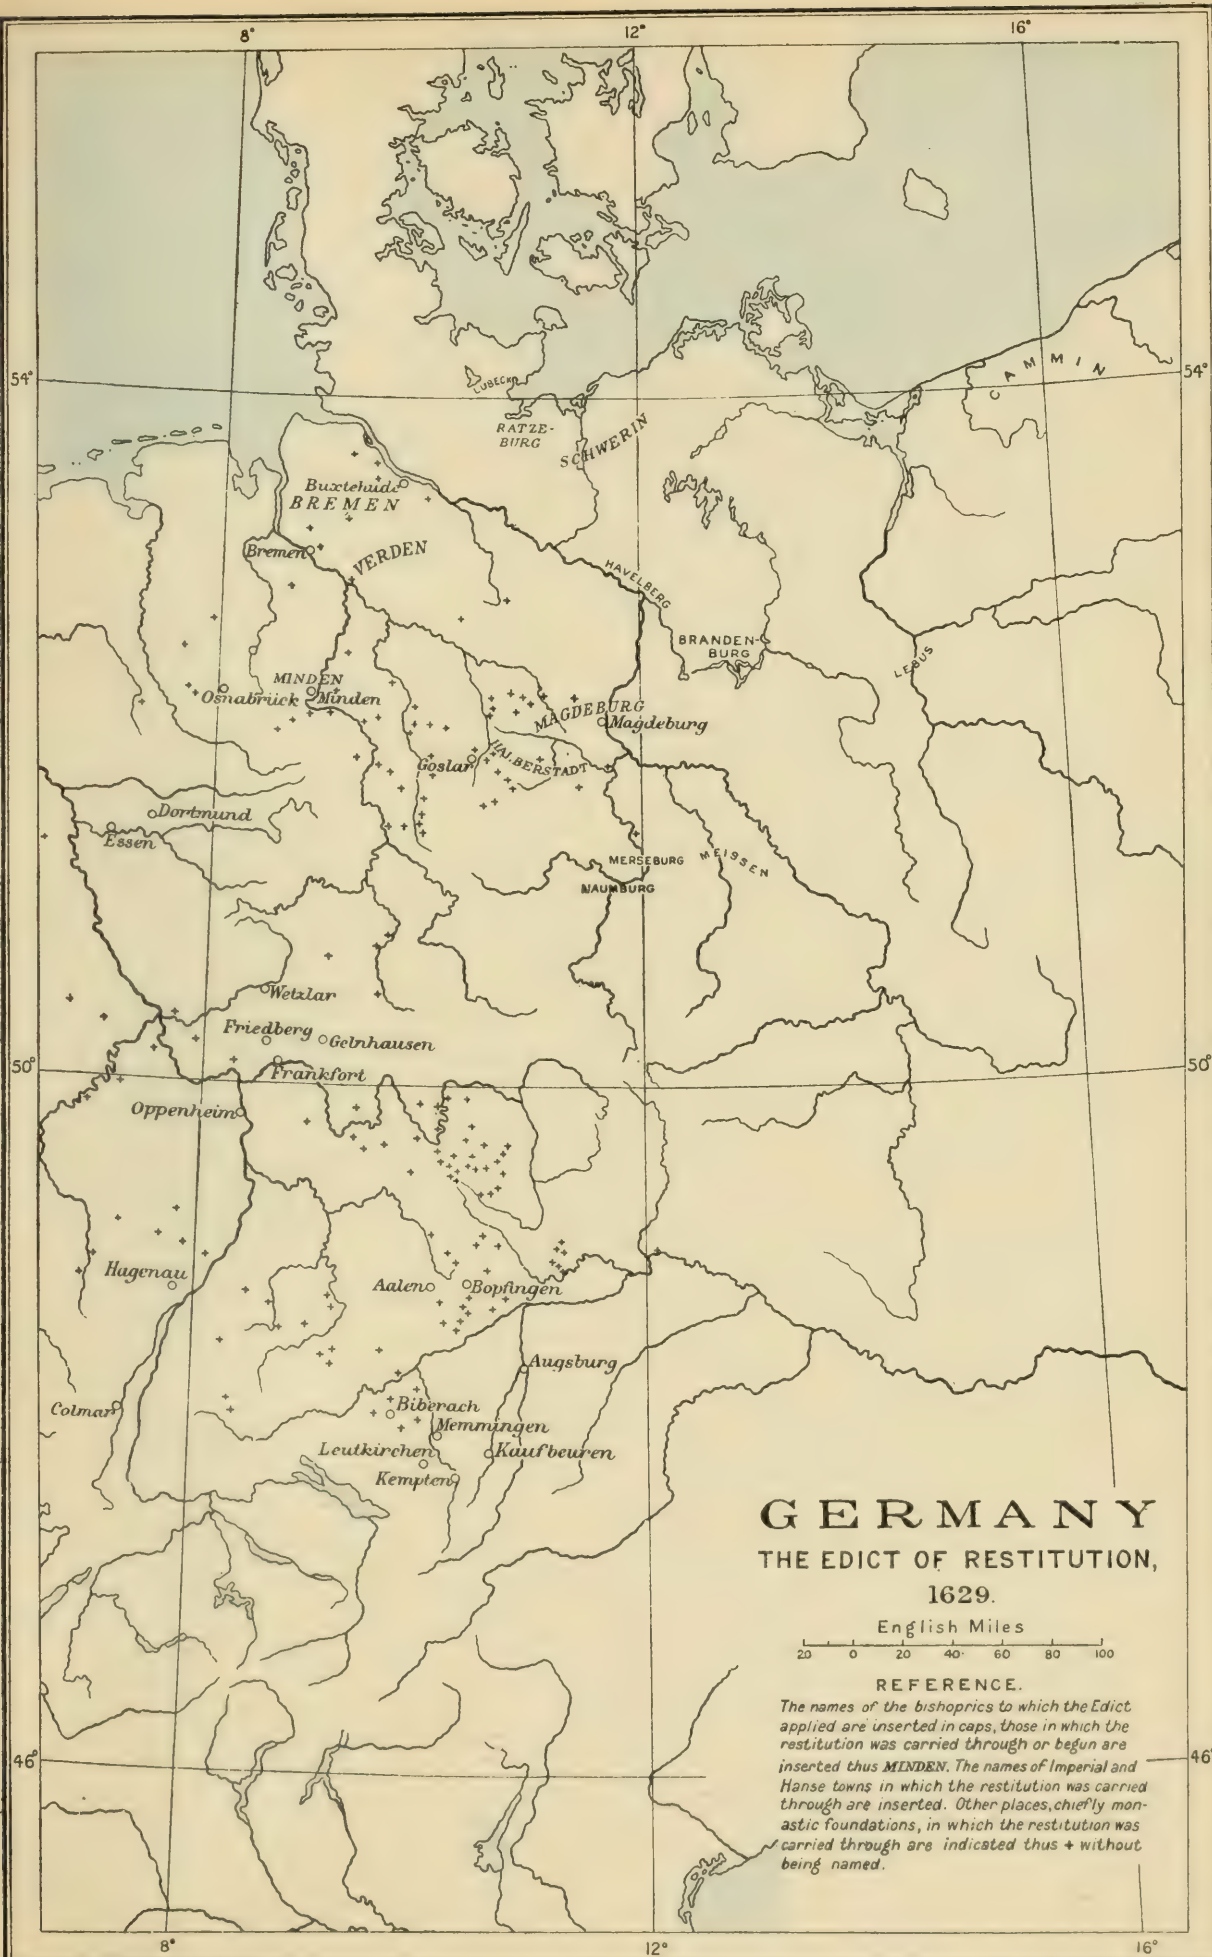 8° 12° 16°
54° 54°
CAMMIN
LUBECK
RATZE-
BURG
SCHWERIN
Buxtehude
BREMEN
Bremen
VERDEN
HAVELBERG
BRANDEN-
BURG
LEBUS
MINDEN
Osnabrück Minden
MAGDEBURG
Magdeburg
Goslar
HALBERSTADT
Dortmund
Essen
MERSEBURG
MEISSEN
NAUMBURG
Wetzlar
Friedberg
Gelnhausen
50° 50°
Frankfort
Oppenheim
Hagenau
Aalen
Bopfingen
Augsburg
Colmar
Biberach
Memmingen
Leutkirchen
Kaufbeuren
Kempten
GERMANY
THE EDICT OF RESTITUTION,
1629.
English Miles
20 0 20 40 60 80 100
REFERENCE.
The names of the bishoprics to which the Edict
applied are inserted in caps, those in which the
restitution was carried through or begun are
inserted thus MINDEN. The names of Imperial and
Hanse towns in which the restitution was carried
through are inserted. Other places, chiefly mon-
astic foundations, in which the restitution was
carried through are indicated thus + without
being named.
46° 46°
8° 12° 16°